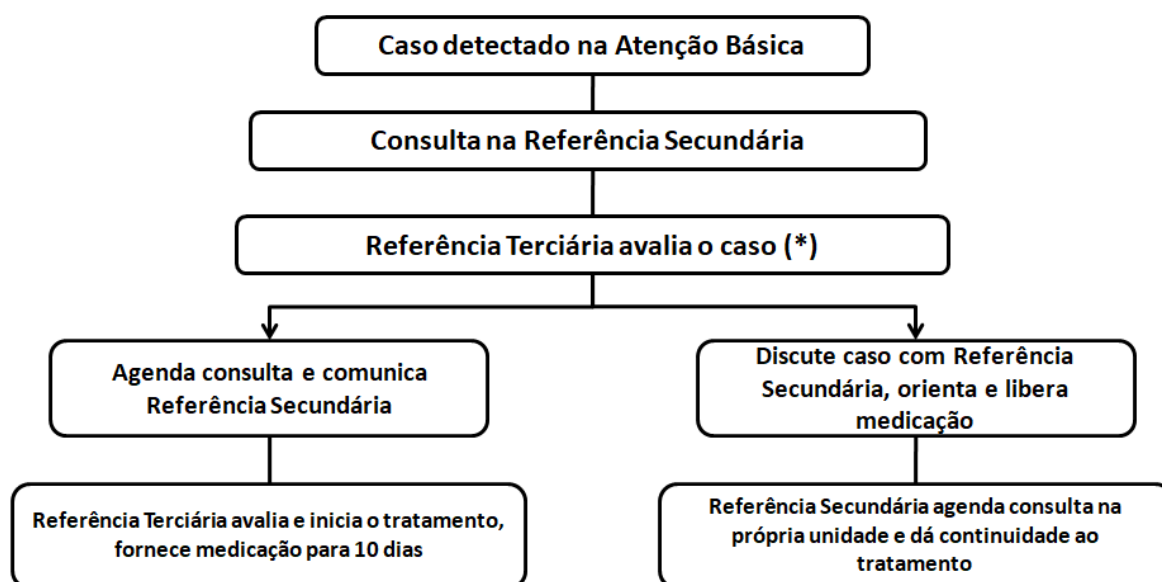 Caso detectado na Atenção Básica
Consulta na Referência Secundária
Referência Terciária avalia o caso (*)
Agenda consulta e comunica
Referência Secundária
Discute caso com Referência
Secundária, orienta e libera
medicação
Referência Terciária avalia e inicia o tratamento,
fornece medicação para 10 dias
Referência Secundária agenda consulta na
própria unidade e dá continuidade ao
tratamento